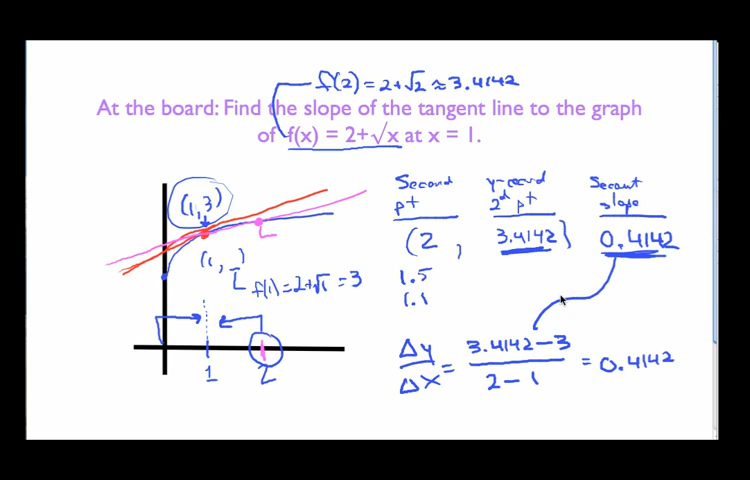 f(2) = 2+√2 ≈ 3.4142
At the board: Find the slope of the tangent line to the graph
of f(x) = 2+√x at x = 1.
Second pt
y-coord 2nd pt
Secant slope
(1,3)
(2, 3.4142) 0.4142
(1, )
f(1) = 2+√1 = 3
1.5
1.1
Δy/Δx = 3.4142 – 3 / 2 – 1 = 0.4142
1 2